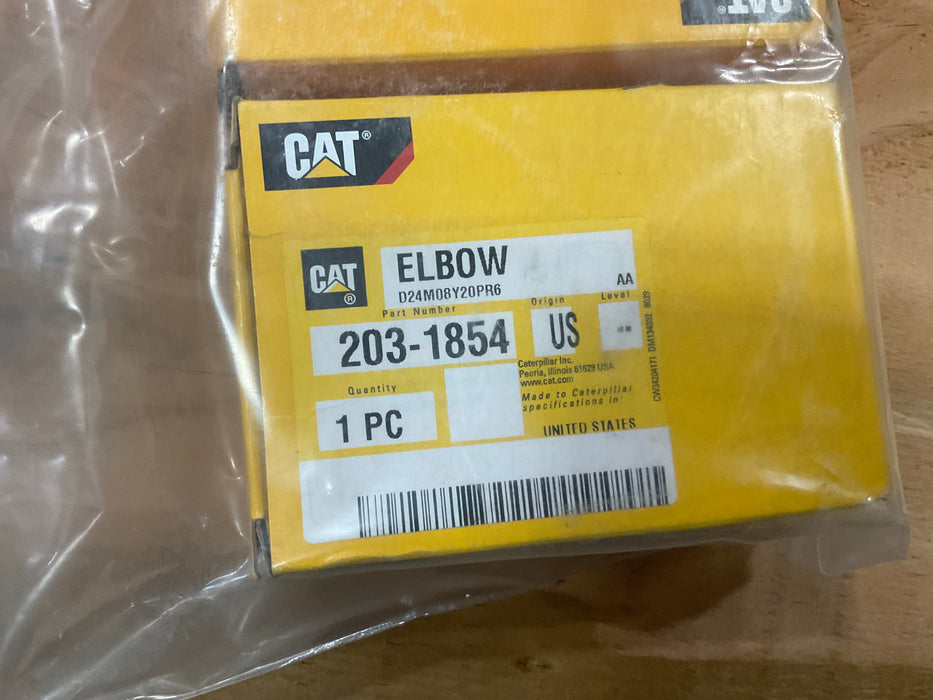 CAT®
CAT®
CAT®
ELBOW
D24M08Y20PR6
AA
Part Number
Origin
Level
203-1854
US
Caterpillar Inc.
Peoria, Illinois 61629 USA
www.cat.com
Quantity
Made to Caterpillar
specifications in
1 PC
UNITED STATES